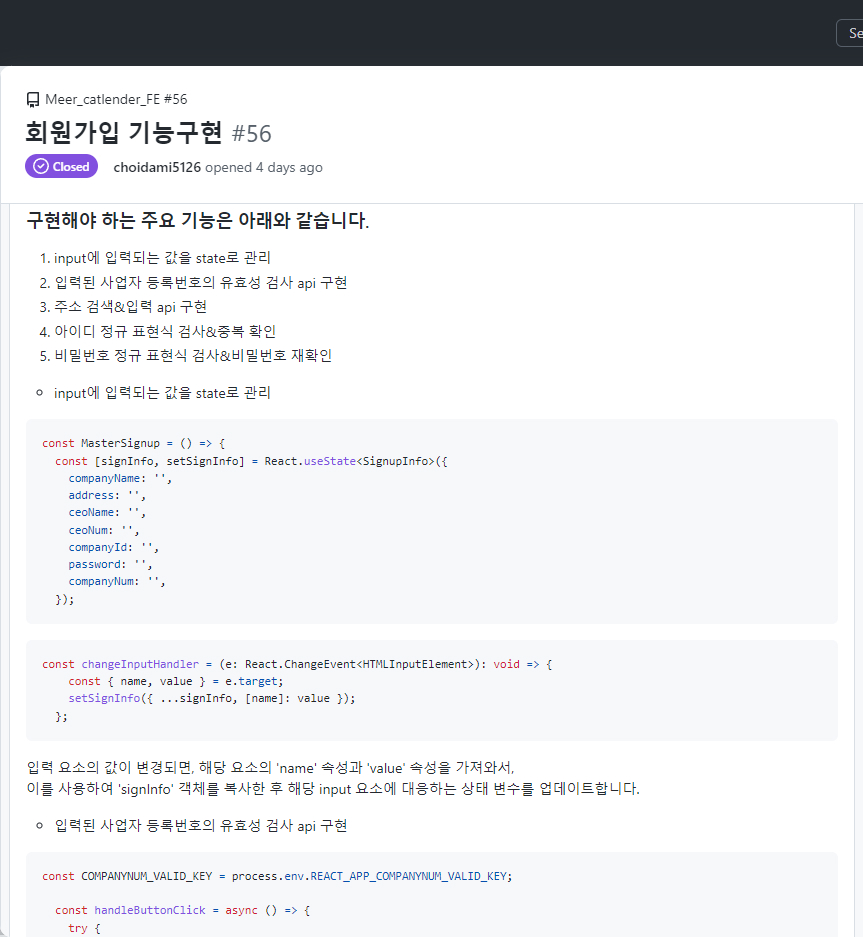 Se
Meer_catlender_FE #56
회원가입 기능구현 #56
Closed choidami5126 opened 4 days ago
구현해야 하는 주요 기능은 아래와 같습니다.
1. input에 입력되는 값을 state로 관리
2. 입력된 사업자 등록번호의 유효성 검사 api 구현
3. 주소 검색&입력 api 구현
4. 아이디 정규 표현식 검사&중복 확인
5. 비밀번호 정규 표현식 검사&비밀번호 재확인
input에 입력되는 값을 state로 관리
const MasterSignup = () => {
const [signInfo, setSignInfo] = React.useState<SignupInfo>({
companyName: '',
address: '',
ceoName: '',
ceoNum: '',
companyId: '',
password: '',
companyNum: '',
});
const changeInputHandler = (e: React.ChangeEvent<HTMLInputElement>): void => {
const { name, value } = e.target;
setSignInfo({ ...signInfo, [name]: value });
};
입력 요소의 값이 변경되면, 해당 요소의 'name' 속성과 'value' 속성을 가져와서,
이를 사용하여 'signInfo' 객체를 복사한 후 해당 input 요소에 대응하는 상태 변수를 업데이트합니다.
입력된 사업자 등록번호의 유효성 검사 api 구현
const COMPANYNUM_VALID_KEY = process.env.REACT_APP_COMPANYNUM_VALID_KEY;
const handleButtonClick = async () => {
try {